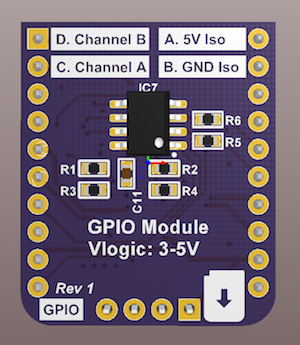 D. Channel B
A. 5V Iso
C. Channel A
B. GND Iso
IC7
R6
R5
R1
R2
R3
R4
C11
GPIO Module
Vlogic: 3-5V
Rev 1
GPIO